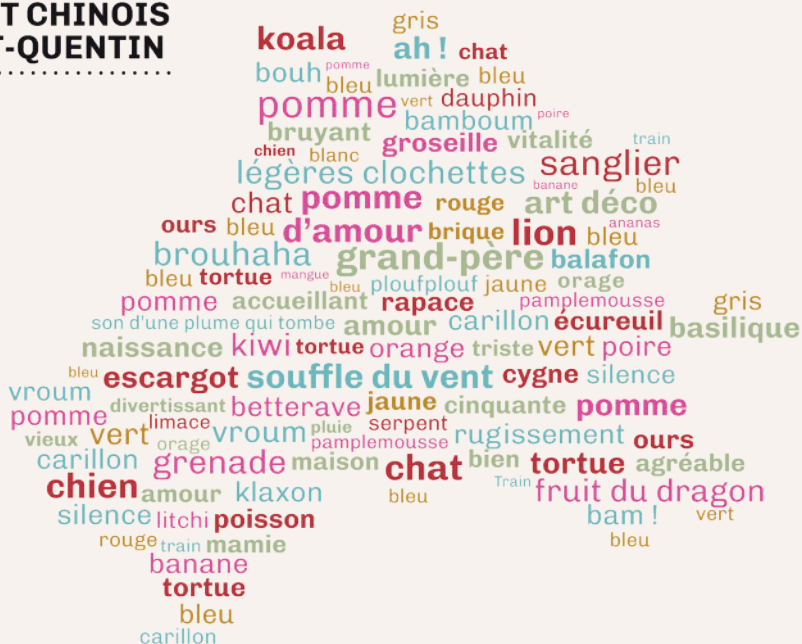 T CHINOIS
T-QUENTIN
gris
koala ah ! chat
bouh pomme bleu lumière bleu
pomme vert dauphin
bamboum poire
bruyant groseille vitalité train
chien blanc sanglier
légères clochettes banane bleu
chat pomme rouge art déco
ours bleu d'amour brique lion bleu ananas
brouhaha grand-père balafon
bleu tortue mangue bleu ploufplouf jaune orage
pomme accueillant rapace pamplemousse gris
son d'une plume qui tombe amour carillon écureuil basilique
naissance kiwi tortue orange triste vert poire
bleu escargot souffle du vent cygne silence
vroum divertissant betterave jaune cinquante pomme
pomme limace pluie serpent
vieux vert orage vroum pamplemousse rugissement ours
carillon grenade maison chat bien tortue agréable
chien amour klaxon bleu Train fruit du dragon
silence litchi poisson bam ! vert
rouge train mamie bleu
banane
tortue
bleu
carillon